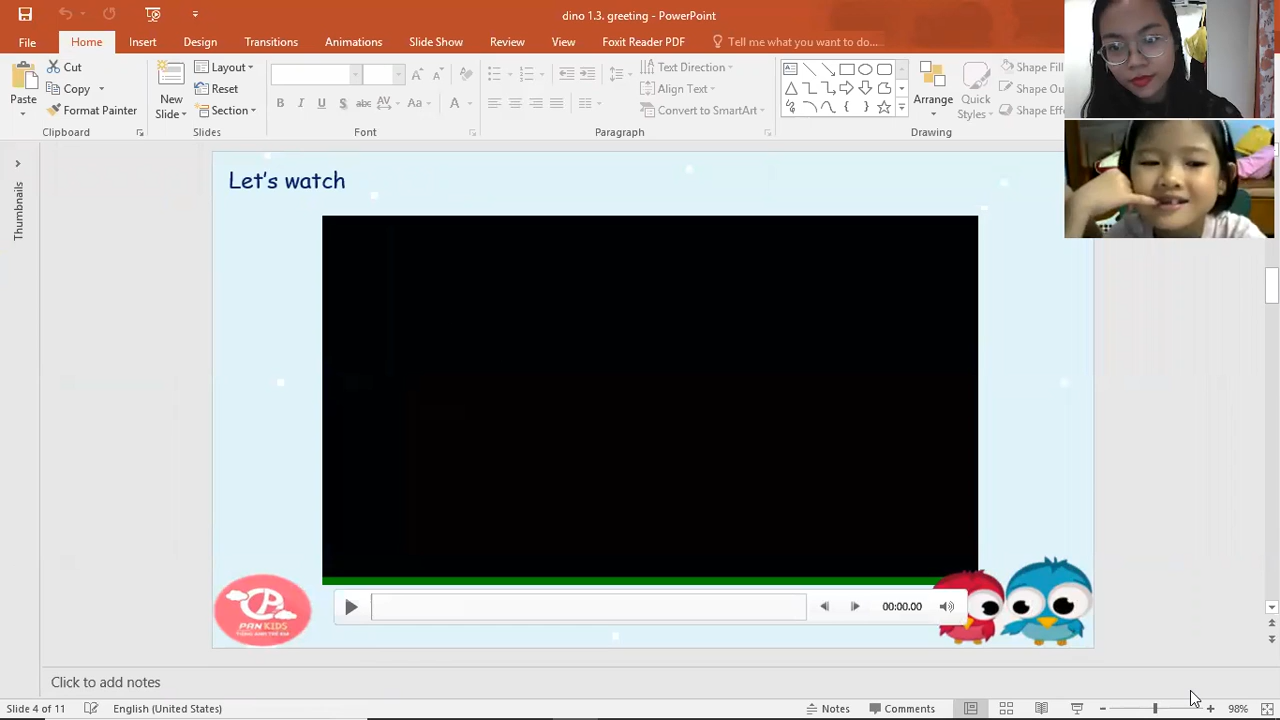 dino 1.3. greeting - PowerPoint
File Home Insert Design Transitions Animations Slide Show Review View Foxit Reader PDF Tell me what you want to do...
Paste
Cut
Copy
Format Painter
Clipboard
New Slide
Layout
Reset
Section
Slides
Font
Text Direction
Align Text
Convert to SmartArt
Paragraph
Arrange
Quick Styles
Shape Fill
Shape Ou
Shape Effe
Drawing
Thumbnails
Let's watch
PANKIDS
00:00.00
Click to add notes
Slide 4 of 11 English (United States) Notes Comments 98%